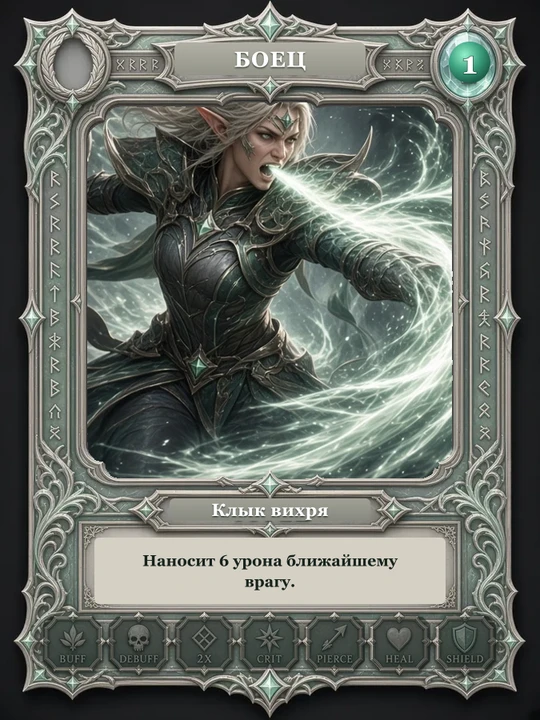 БОЕЦ
1
Клык вихря
Наносит 6 урона ближайшему
врагу.
BUFF
DEBUFF
2X
CRIT
PIERCE
HEAL
SHIELD